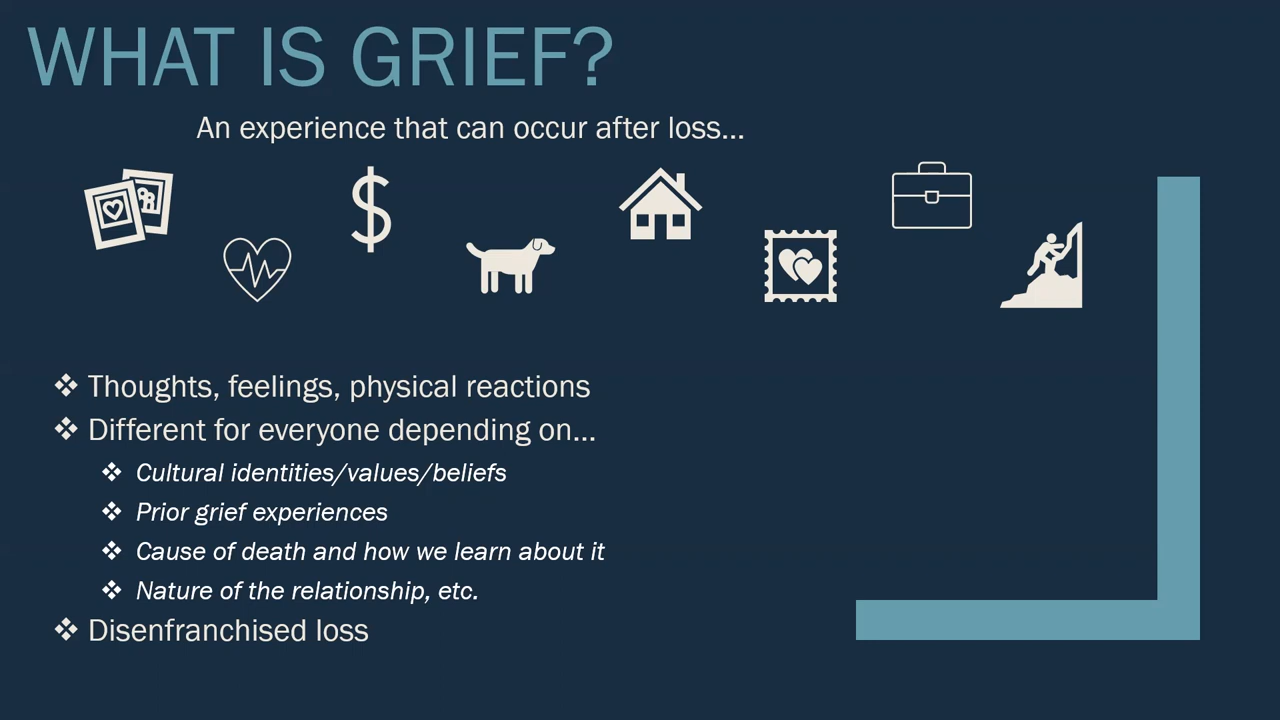 WHAT IS GRIEF?
An experience that can occur after loss...
❖ Thoughts, feelings, physical reactions
❖ Different for everyone depending on...
❖ Cultural identities/values/beliefs
❖ Prior grief experiences
❖ Cause of death and how we learn about it
❖ Nature of the relationship, etc.
❖ Disenfranchised loss